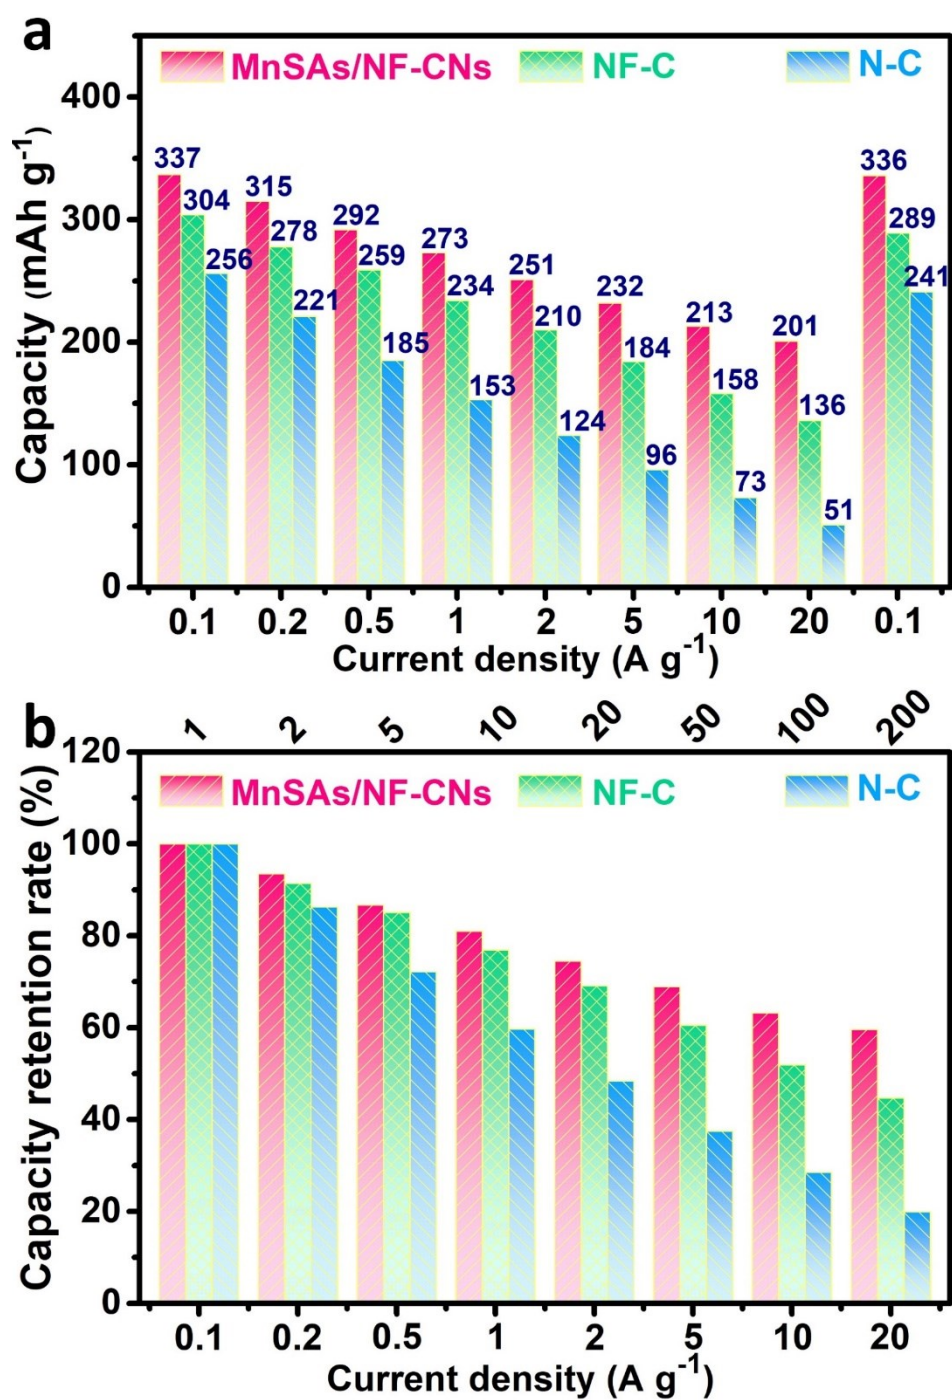 a
MnSAs/NF-CNs NF-C N-C
Capacity (mAh g⁻¹)
400
300
200
100
0
337 304 256
315 278 221
292 259 185
273 234 153
251 210 124
232 184 96
213 158 73
201 136 51
336 289 241
0.1 0.2 0.5 1 2 5 10 20 0.1
Current density (A g⁻¹)
b
1 2 5 10 20 50 100 200
MnSAs/NF-CNs NF-C N-C
Capacity retention rate (%)
120
100
80
60
40
20
0
0.1 0.2 0.5 1 2 5 10 20
Current density (A g⁻¹)